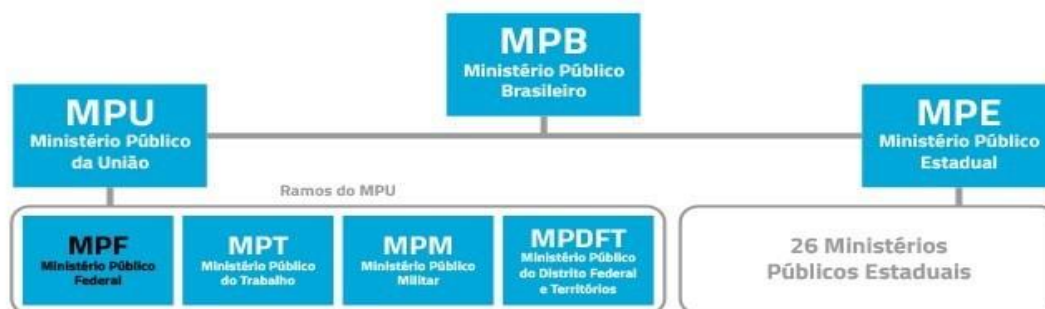 MPB
Ministério Público
Brasileiro
MPU
Ministério Público
da União
MPE
Ministério Público
Estadual
Ramos do MPU
MPF
Ministério Público
Federal
MPT
Ministério Público
do Trabalho
MPM
Ministério Público
Militar
MPDFT
Ministério Público
do Distrito Federal
e Territórios
26 Ministérios
Públicos Estaduais